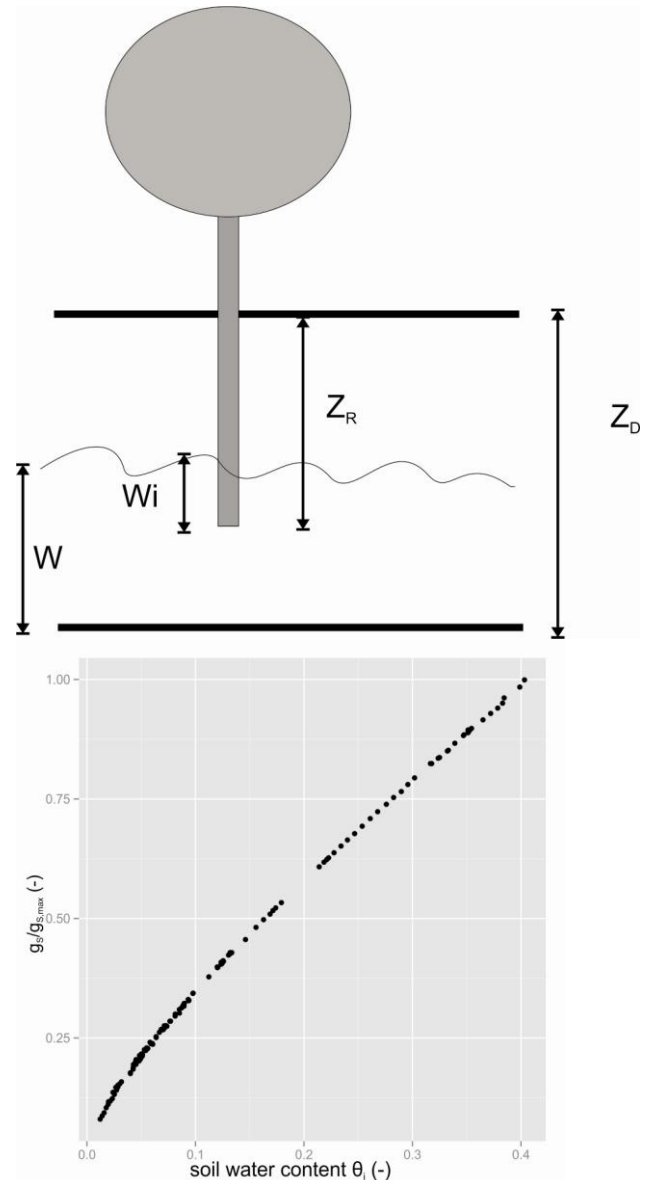 Z_R
Z_D
Wi
W
1.00
0.75
0.50
0.25
g_S/g_S,max (-)
0.0
0.1
0.2
0.3
0.4
soil water content θ_i (-)